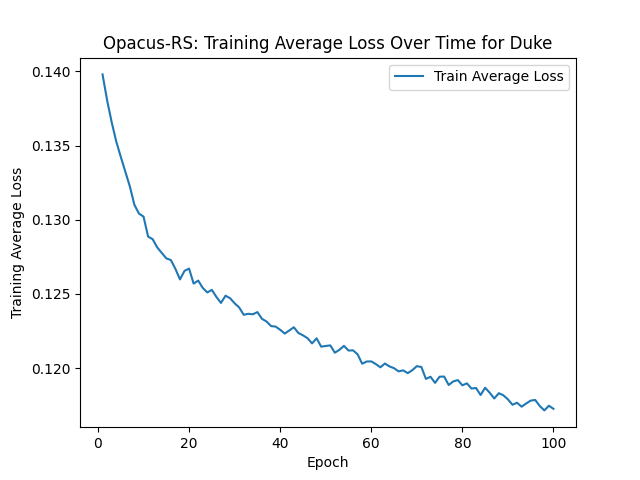 Opacus-RS: Training Average Loss Over Time for Duke
Train Average Loss
0.140
0.135
0.130
0.125
0.120
Training Average Loss
0 20 40 60 80 100
Epoch